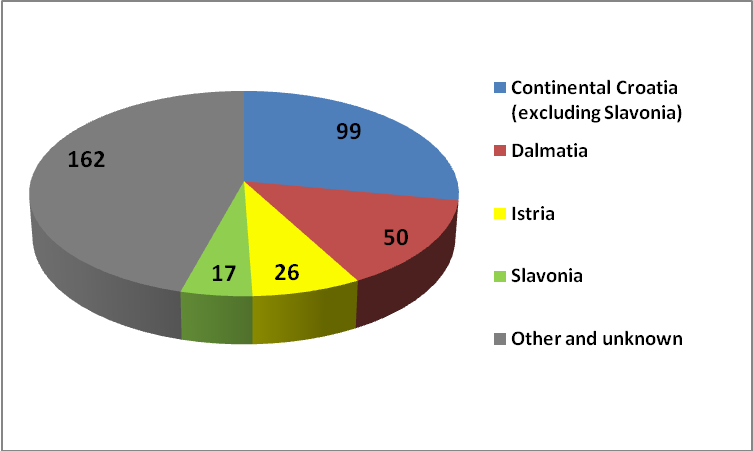 99
50
26
17
162
Continental Croatia
(excluding Slavonia)
Dalmatia
Istria
Slavonia
Other and unknown